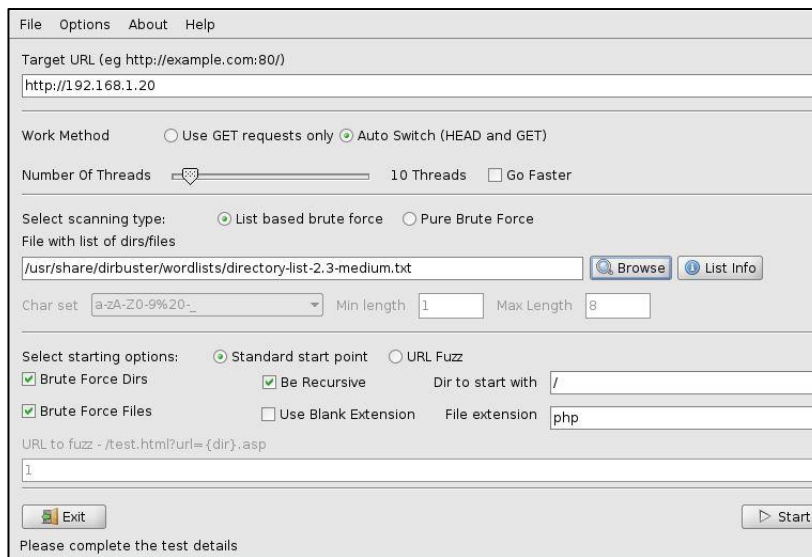 File Options About Help
Target URL (eg http://example.com:80/)
http://192.168.1.20
Work Method Use GET requests only Auto Switch (HEAD and GET)
Number Of Threads 10 Threads Go Faster
Select scanning type: List based brute force Pure Brute Force
File with list of dirs/files
/usr/share/dirbuster/wordlists/directory-list-2.3-medium.txt Browse List Info
Char set a-zA-Z0-9%20-_ Min length 1 Max Length 8
Select starting options: Standard start point URL Fuzz
Brute Force Dirs Be Recursive Dir to start with /
Brute Force Files Use Blank Extension File extension php
URL to fuzz - /test.html?url={dir}.asp
1
Exit Start
Please complete the test details